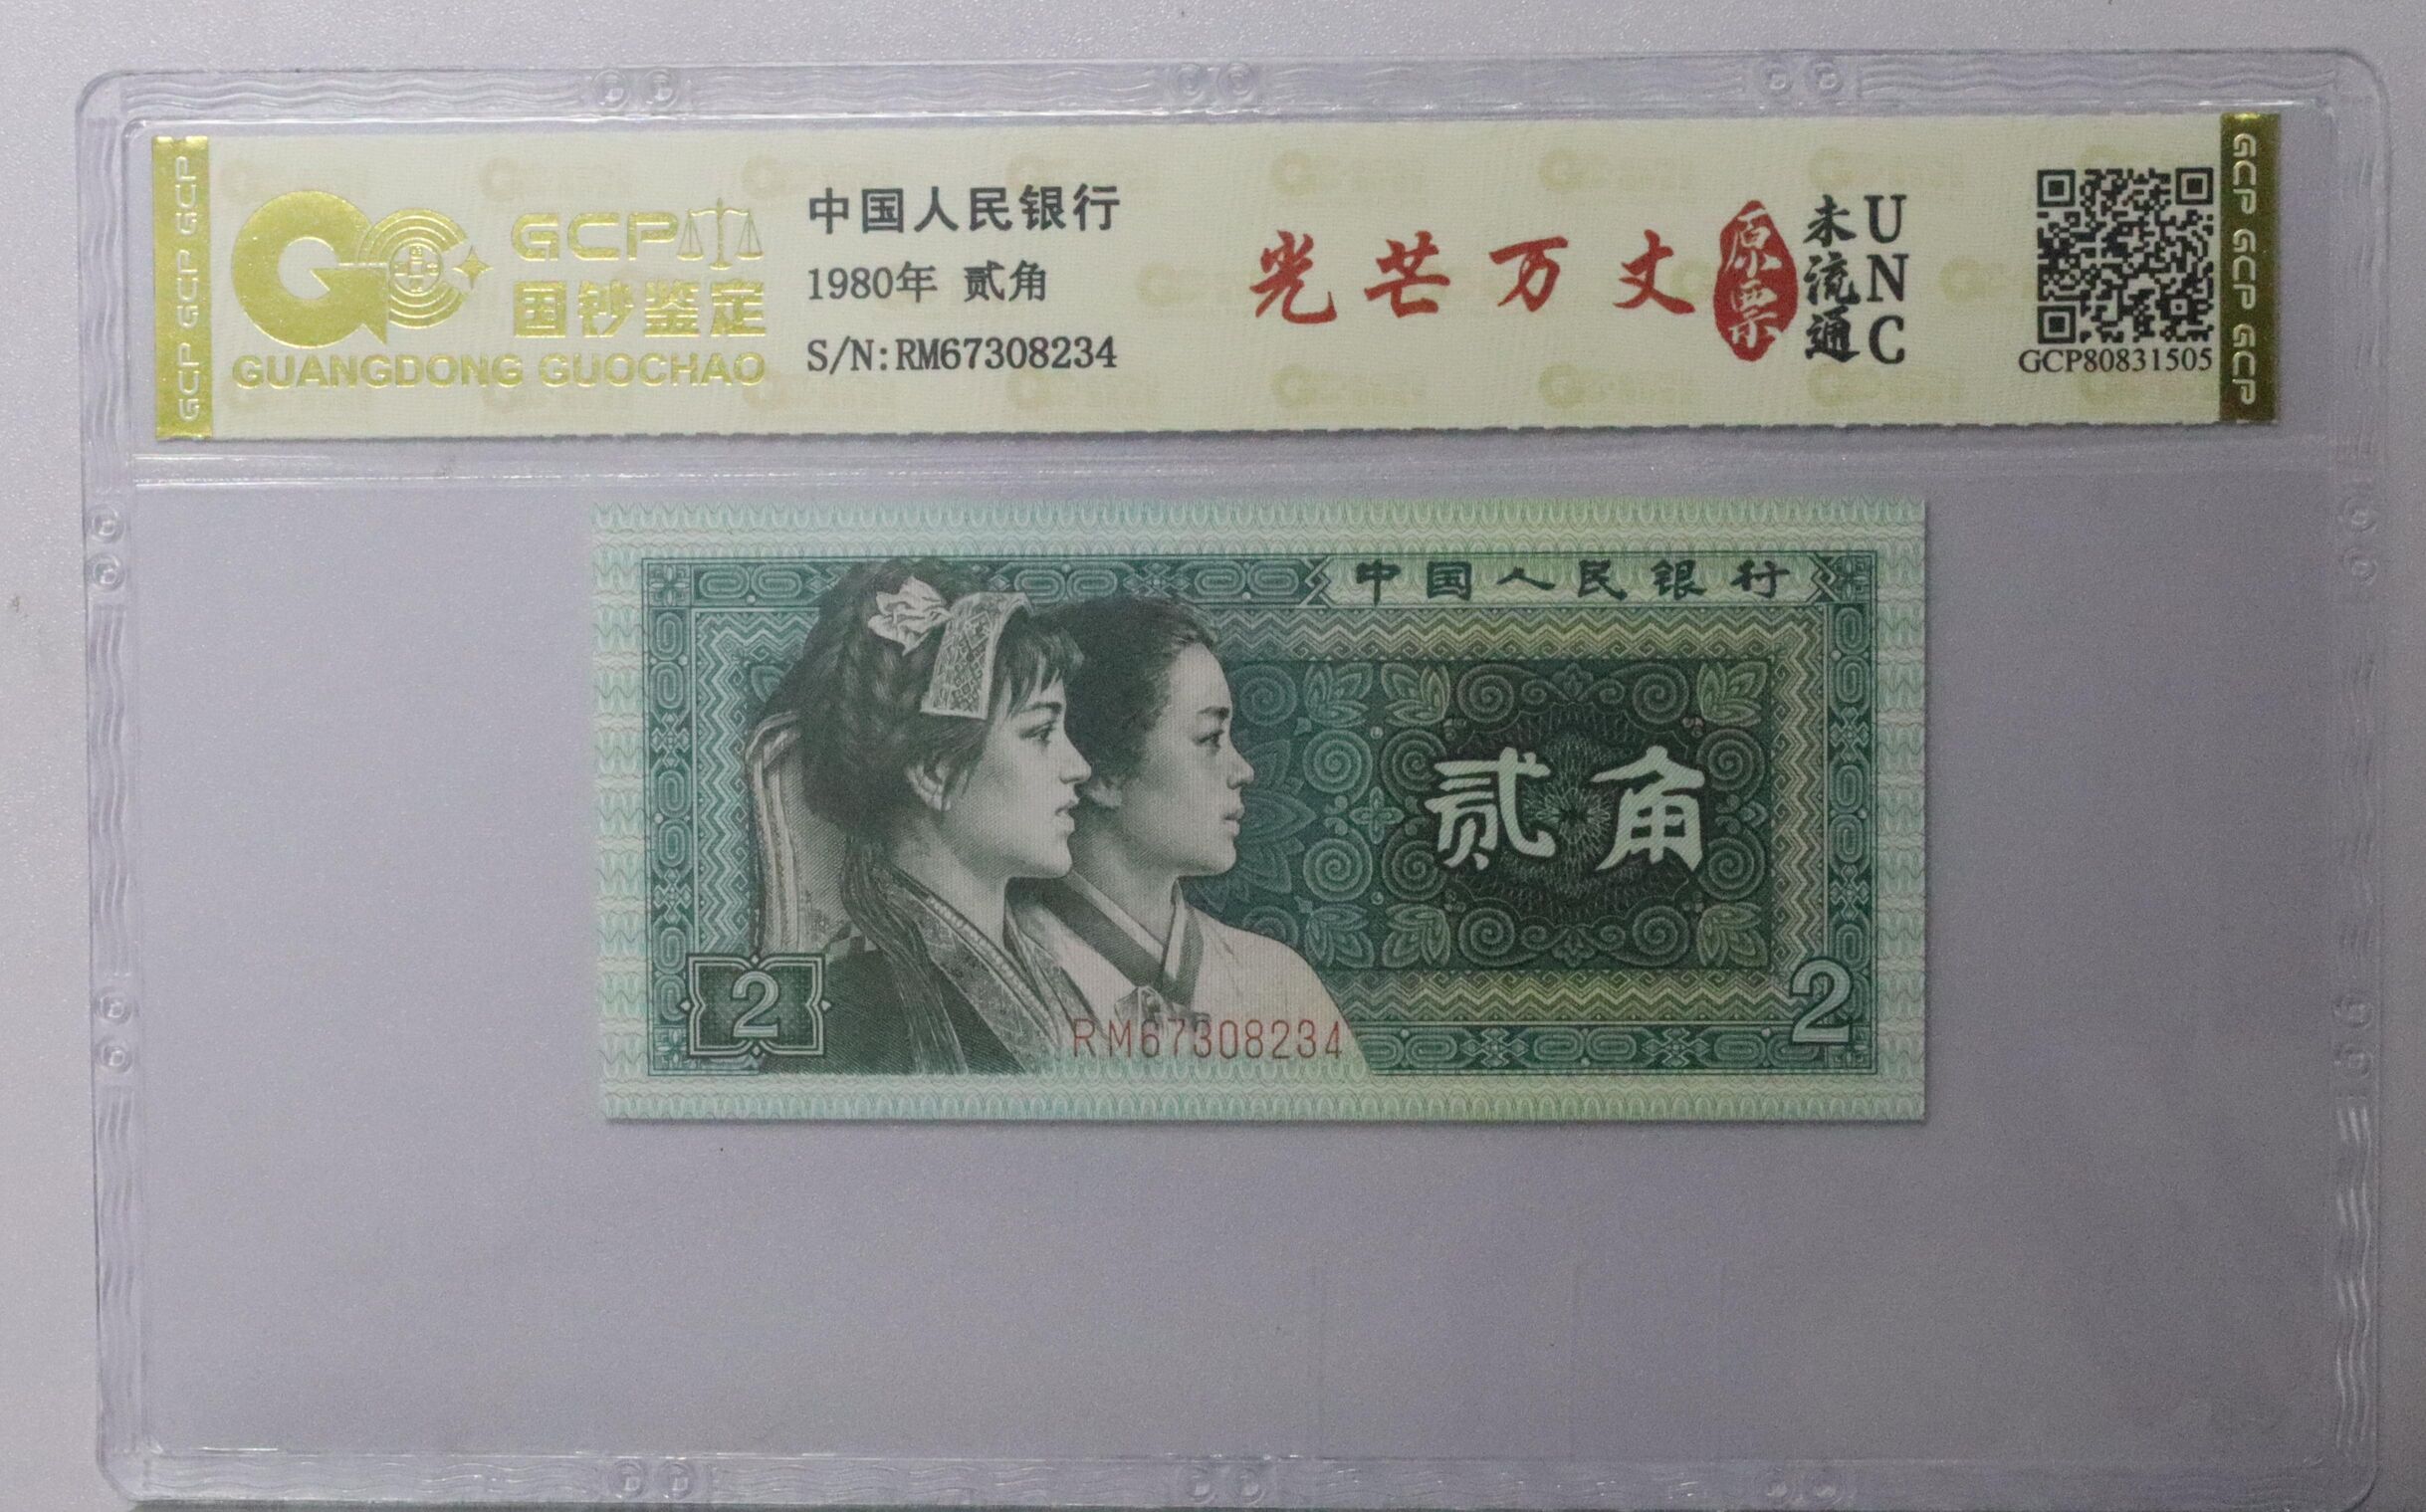 GCP GCP GCP
GCP
国钞鉴定
GUANGDONG GUOCHAO
中国人民银行
1980年 贰角
S/N:RM67308234
光芒万丈
原票
未流通
UNC
GCP80831505
GCP GCP GCP
中国人民银行
贰角
2
2
RM67308234